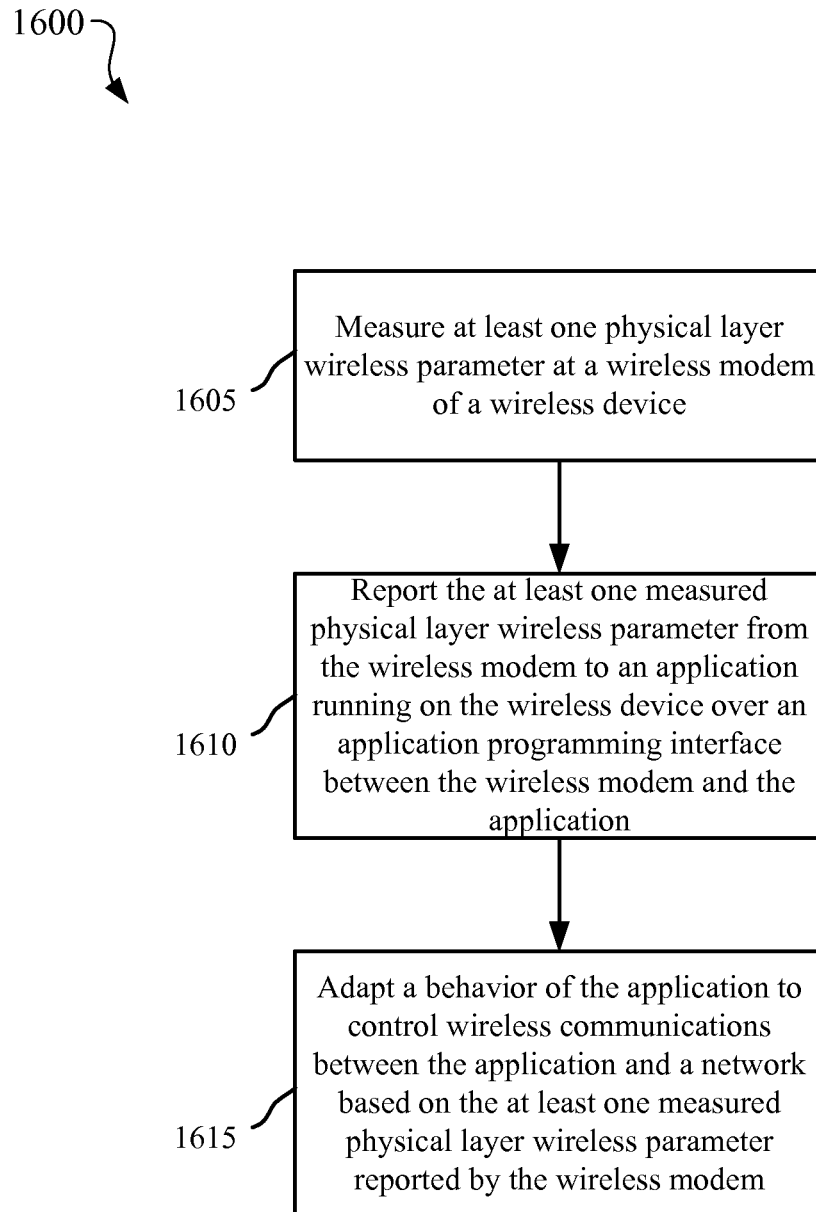 1600
Measure at least one physical layer
wireless parameter at a wireless modem
of a wireless device
1605
Report the at least one measured
physical layer wireless parameter from
the wireless modem to an application
running on the wireless device over an
application programming interface
between the wireless modem and the
application
1610
Adapt a behavior of the application to
control wireless communications
between the application and a network
based on the at least one measured
physical layer wireless parameter
reported by the wireless modem
1615